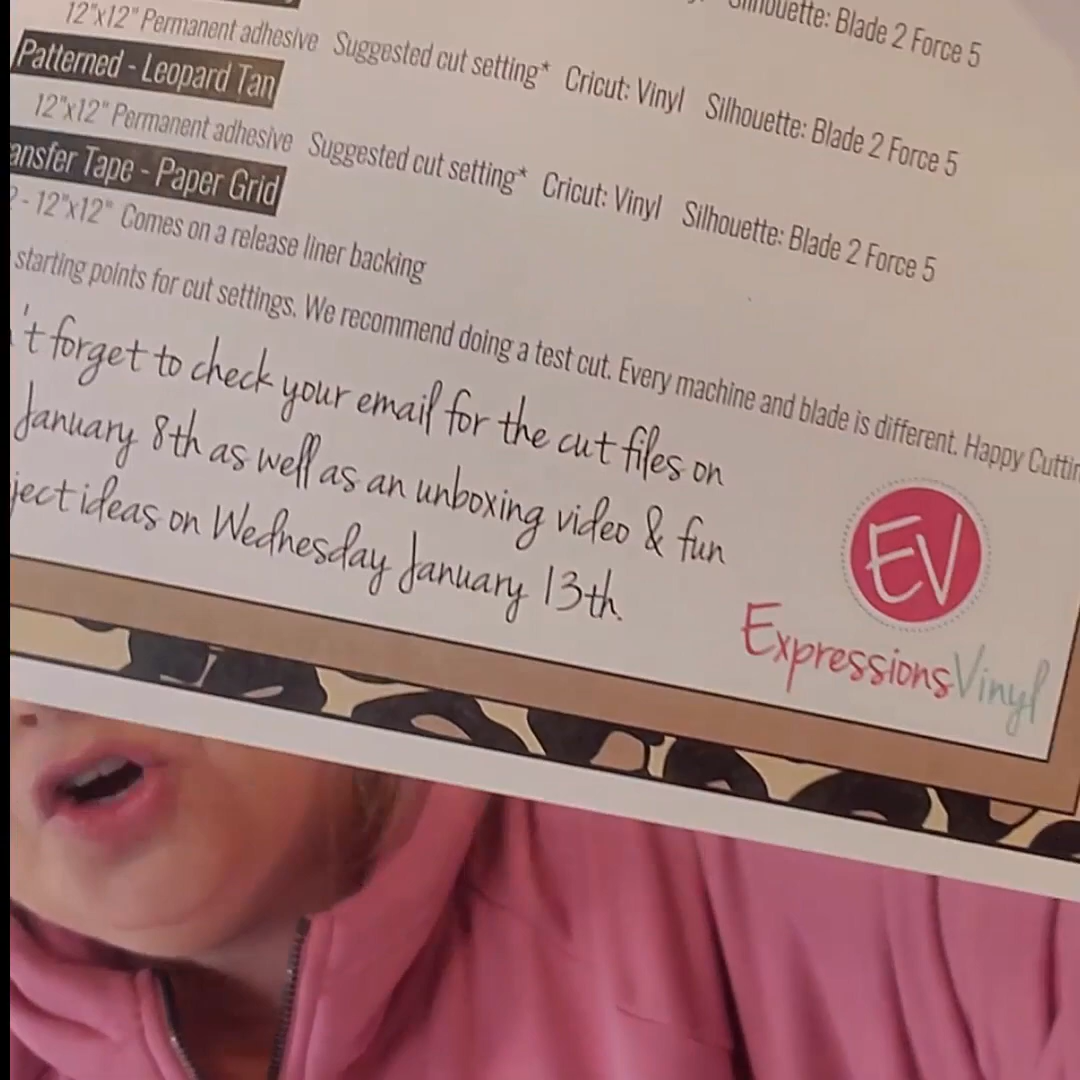 Silhouette: Blade 2 Force 5
12"x12" Permanent adhesive Suggested cut setting* Cricut: Vinyl Silhouette: Blade 2 Force 5
Patterned - Leopard Tan
12"x12" Permanent adhesive Suggested cut setting* Cricut: Vinyl Silhouette: Blade 2 Force 5
ansfer Tape - Paper Grid
- 12"x12" Comes on a release liner backing
starting points for cut settings. We recommend doing a test cut. Every machine and blade is different. Happy Cuttin
't forget to check your email for the cut files on
January 8th as well as an unboxing video & fun
ject ideas on Wednesday January 13th.
EV
ExpressionsVinyl